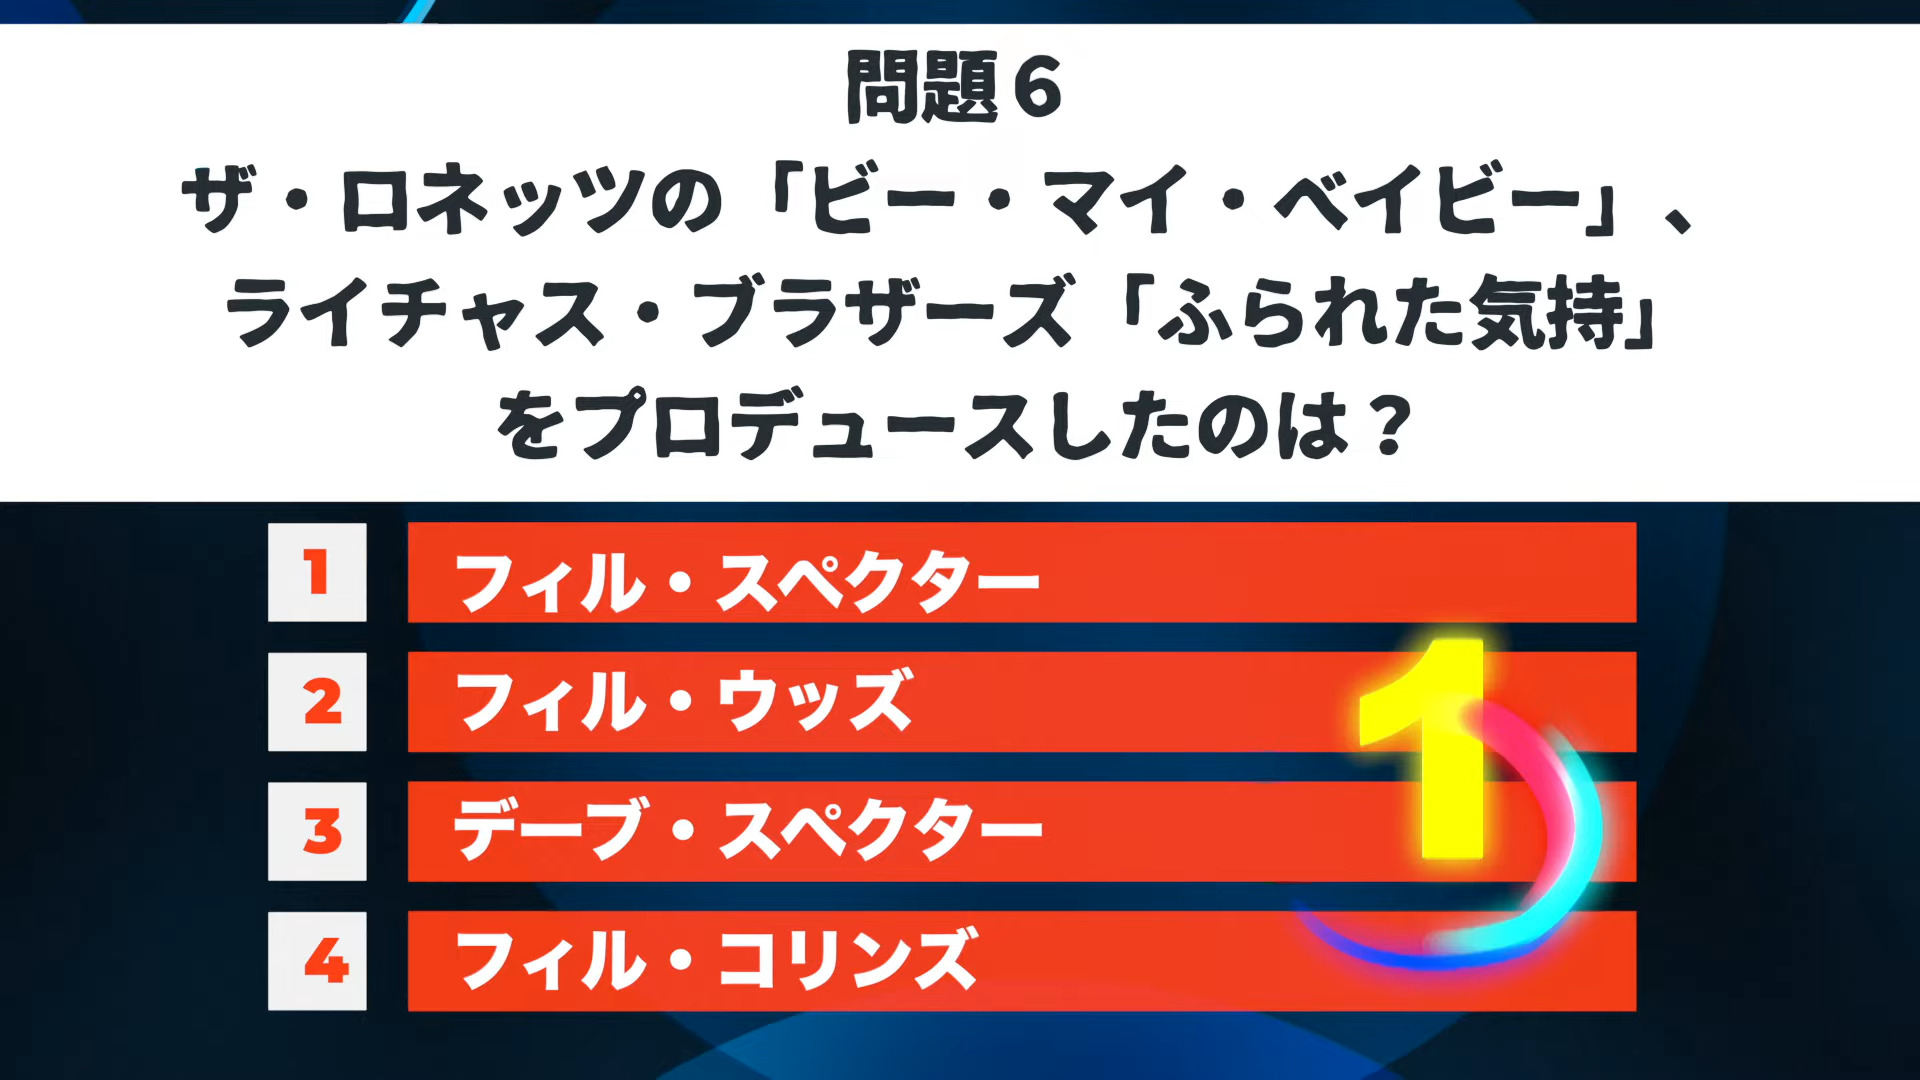 問題６
ザ・ロネッツの「ビー・マイ・ベイビー」、
ライチャス・ブラザーズ「ふられた気持」
をプロデュースしたのは？
1 フィル・スペクター
2 フィル・ウッズ
3 デーブ・スペクター
4 フィル・コリンズ
1